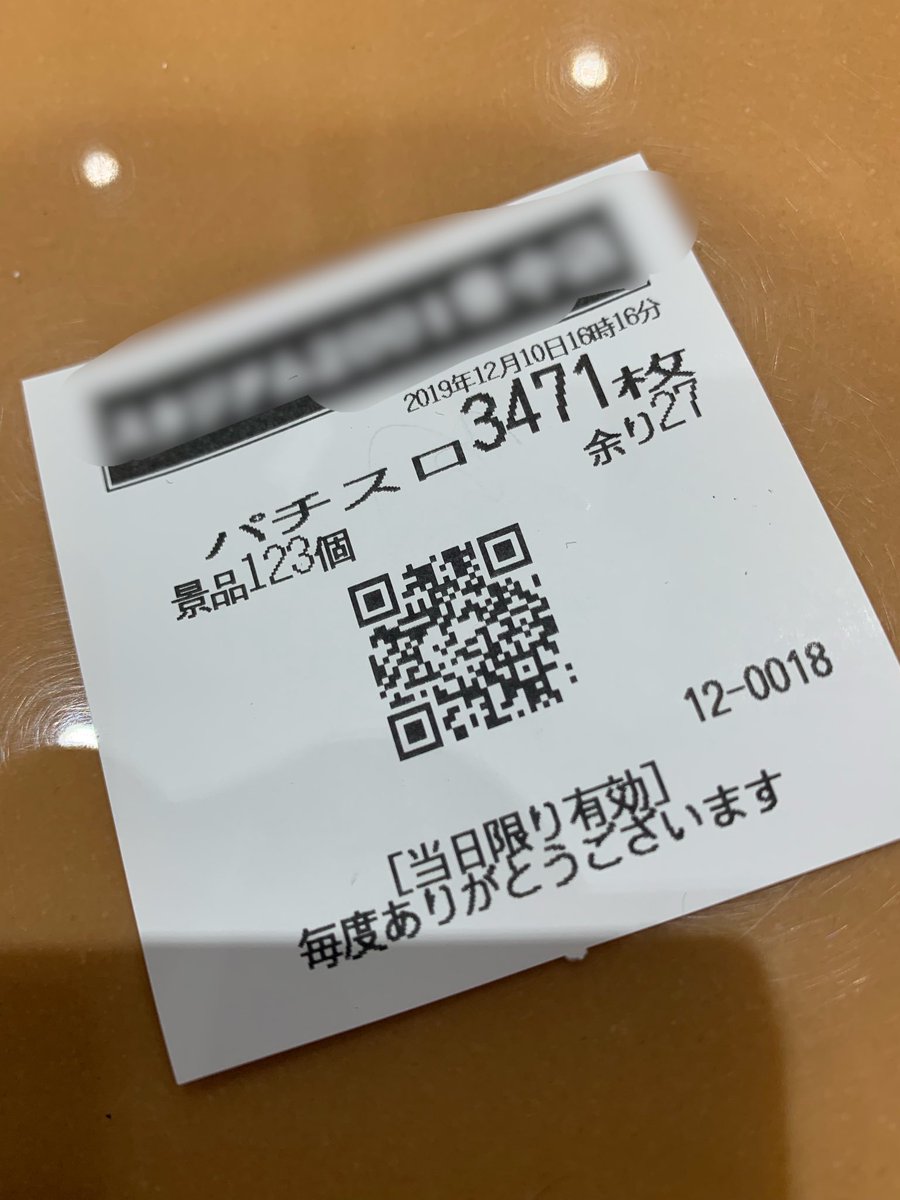 2019年12月10日16時16分
パチスロ3471枚
景品123個 余り27
12-0018
[当日限り有効]
毎度ありがとうございます